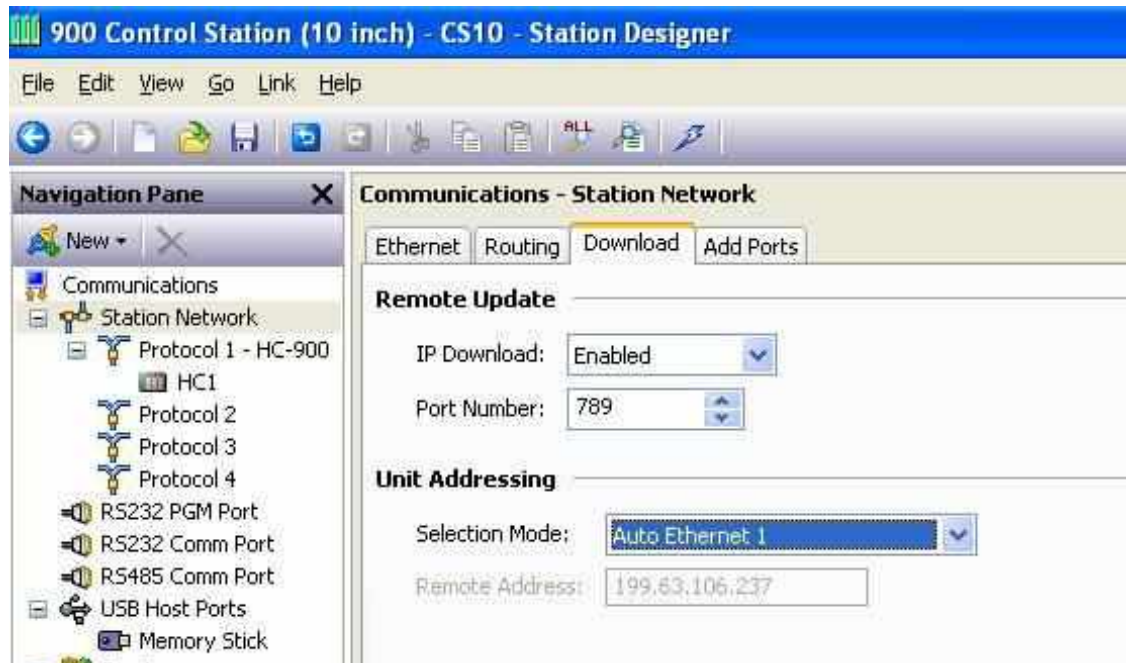 900 Control Station (10 inch) - CS10 - Station Designer
File Edit View Go Link Help
ALL
Navigation Pane X
New
Communications
Station Network
Protocol 1 - HC-900
HC1
Protocol 2
Protocol 3
Protocol 4
RS232 PGM Port
RS232 Comm Port
RS485 Comm Port
USB Host Ports
Memory Stick
Communications - Station Network
Ethernet Routing Download Add Ports
Remote Update
IP Download: Enabled
Port Number: 789
Unit Addressing
Selection Mode: Auto Ethernet 1
Remote Address: 199.63.106.237